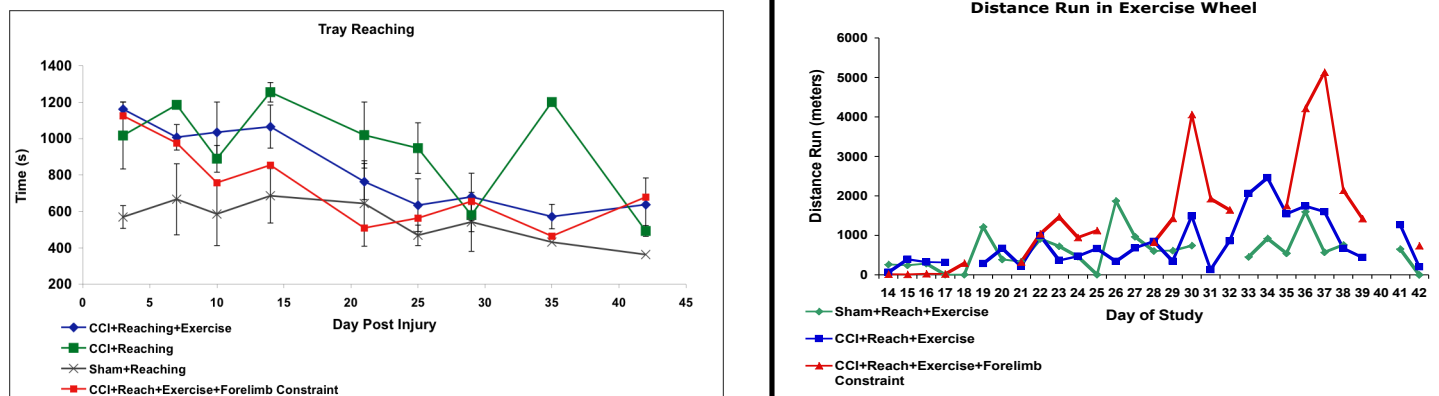 Tray Reaching
1400
1200
1000
800
600
400
200
Time (s)
0 5 10 15 20 25 30 35 40 45
Day Post Injury
CCI+Reaching+Exercise
CCI+Reaching
Sham+Reaching
CCI+Reach+Exercise+Forelimb Constraint
Distance Run in Exercise Wheel
6000
5000
4000
3000
2000
1000
0
Distance Run (meters)
14 15 16 17 18 19 20 21 22 23 24 25 26 27 28 29 30 31 32 33 34 35 36 37 38 39 40 41 42
Day of Study
Sham+Reach+Exercise
CCI+Reach+Exercise
CCI+Reach+Exercise+Forelimb
Constraint